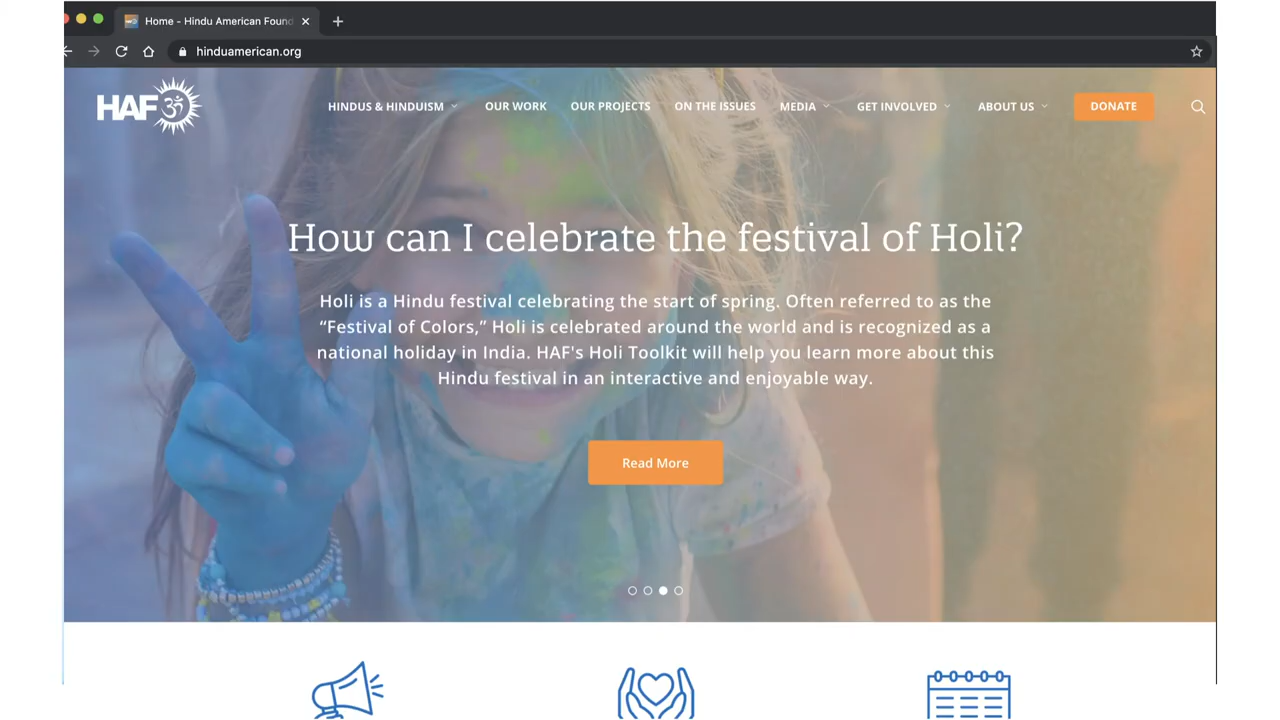 Home - Hindu American Found
hinduamerican.org
HAF ॐ
HINDUS & HINDUISM
OUR WORK
OUR PROJECTS
ON THE ISSUES
MEDIA
GET INVOLVED
ABOUT US
DONATE
How can I celebrate the festival of Holi?
Holi is a Hindu festival celebrating the start of spring. Often referred to as the
“Festival of Colors,” Holi is celebrated around the world and is recognized as a
national holiday in India. HAF's Holi Toolkit will help you learn more about this
Hindu festival in an interactive and enjoyable way.
Read More